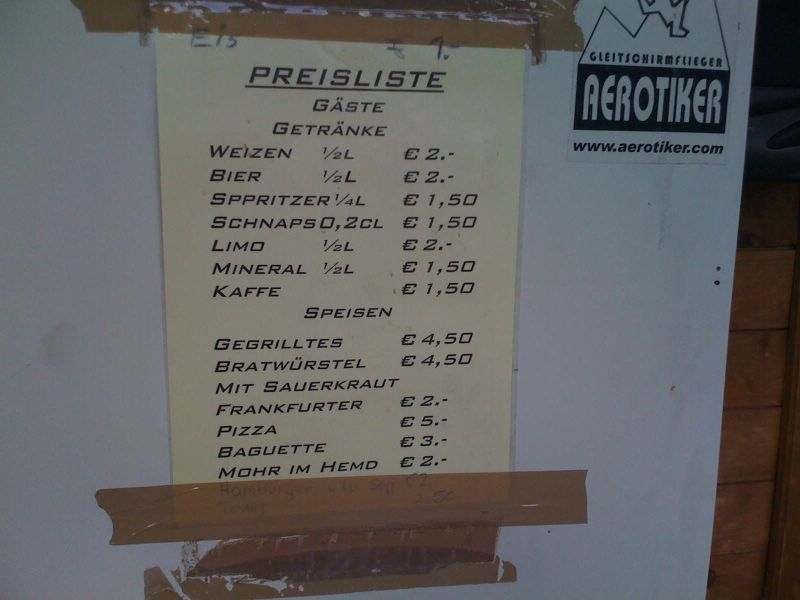 Eis € 1.-
PREISLISTE
GÄSTE
GETRÄNKE
WEIZEN ½L € 2.-
BIER ½L € 2.-
SPPRITZER ¼L € 1,50
SCHNAPS 0,2CL € 1,50
LIMO ½L € 2.-
MINERAL ½L € 1,50
KAFFE € 1,50
SPEISEN
GEGRILLTES € 4,50
BRATWÜRSTEL € 4,50
MIT SAUERKRAUT
FRANKFURTER € 2.-
PIZZA € 5.-
BAGUETTE € 3.-
MOHR IM HEMD € 2.-
Hamburger
GLEITSCHIRMFLIEGER
AEROTIKER
www.aerotiker.com